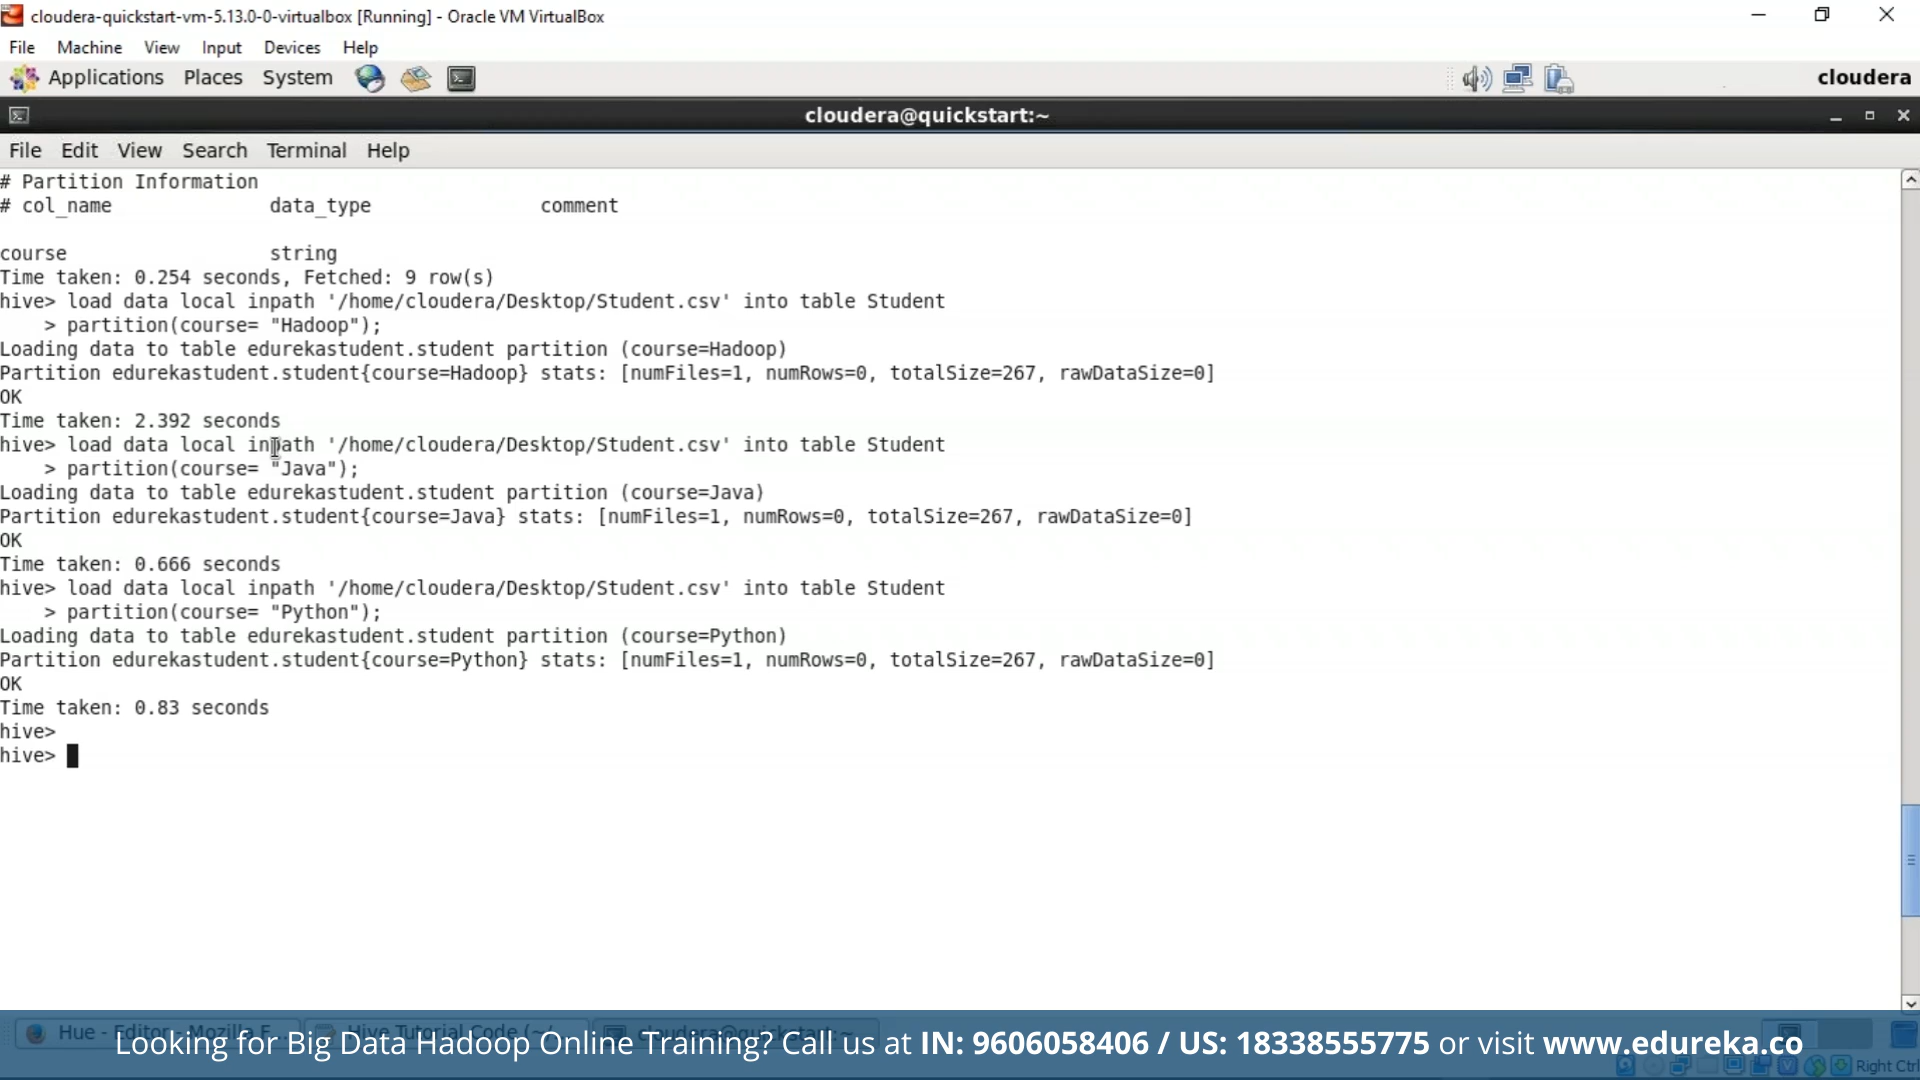 cloudera-quickstart-vm-5.13.0-0-virtualbox [Running] - Oracle VM VirtualBox
File Machine View Input Devices Help
Applications Places System cloudera
cloudera@quickstart:~
File Edit View Search Terminal Help
# Partition Information
# col_name data_type comment
course string
Time taken: 0.254 seconds, Fetched: 9 row(s)
hive> load data local inpath '/home/cloudera/Desktop/Student.csv' into table Student
> partition(course= "Hadoop");
Loading data to table edurekastudent.student partition (course=Hadoop)
Partition edurekastudent.student{course=Hadoop} stats: [numFiles=1, numRows=0, totalSize=267, rawDataSize=0]
OK
Time taken: 2.392 seconds
hive> load data local inpath '/home/cloudera/Desktop/Student.csv' into table Student
> partition(course= "Java");
Loading data to table edurekastudent.student partition (course=Java)
Partition edurekastudent.student{course=Java} stats: [numFiles=1, numRows=0, totalSize=267, rawDataSize=0]
OK
Time taken: 0.666 seconds
hive> load data local inpath '/home/cloudera/Desktop/Student.csv' into table Student
> partition(course= "Python");
Loading data to table edurekastudent.student partition (course=Python)
Partition edurekastudent.student{course=Python} stats: [numFiles=1, numRows=0, totalSize=267, rawDataSize=0]
OK
Time taken: 0.83 seconds
hive>
hive>
Hue - Editor - Mozilla F... Hive Tutorial Code (~/... cloudera@quickstart:~
Looking for Big Data Hadoop Online Training? Call us at IN: 9606058406 / US: 18338555775 or visit www.edureka.co
Right Ctrl